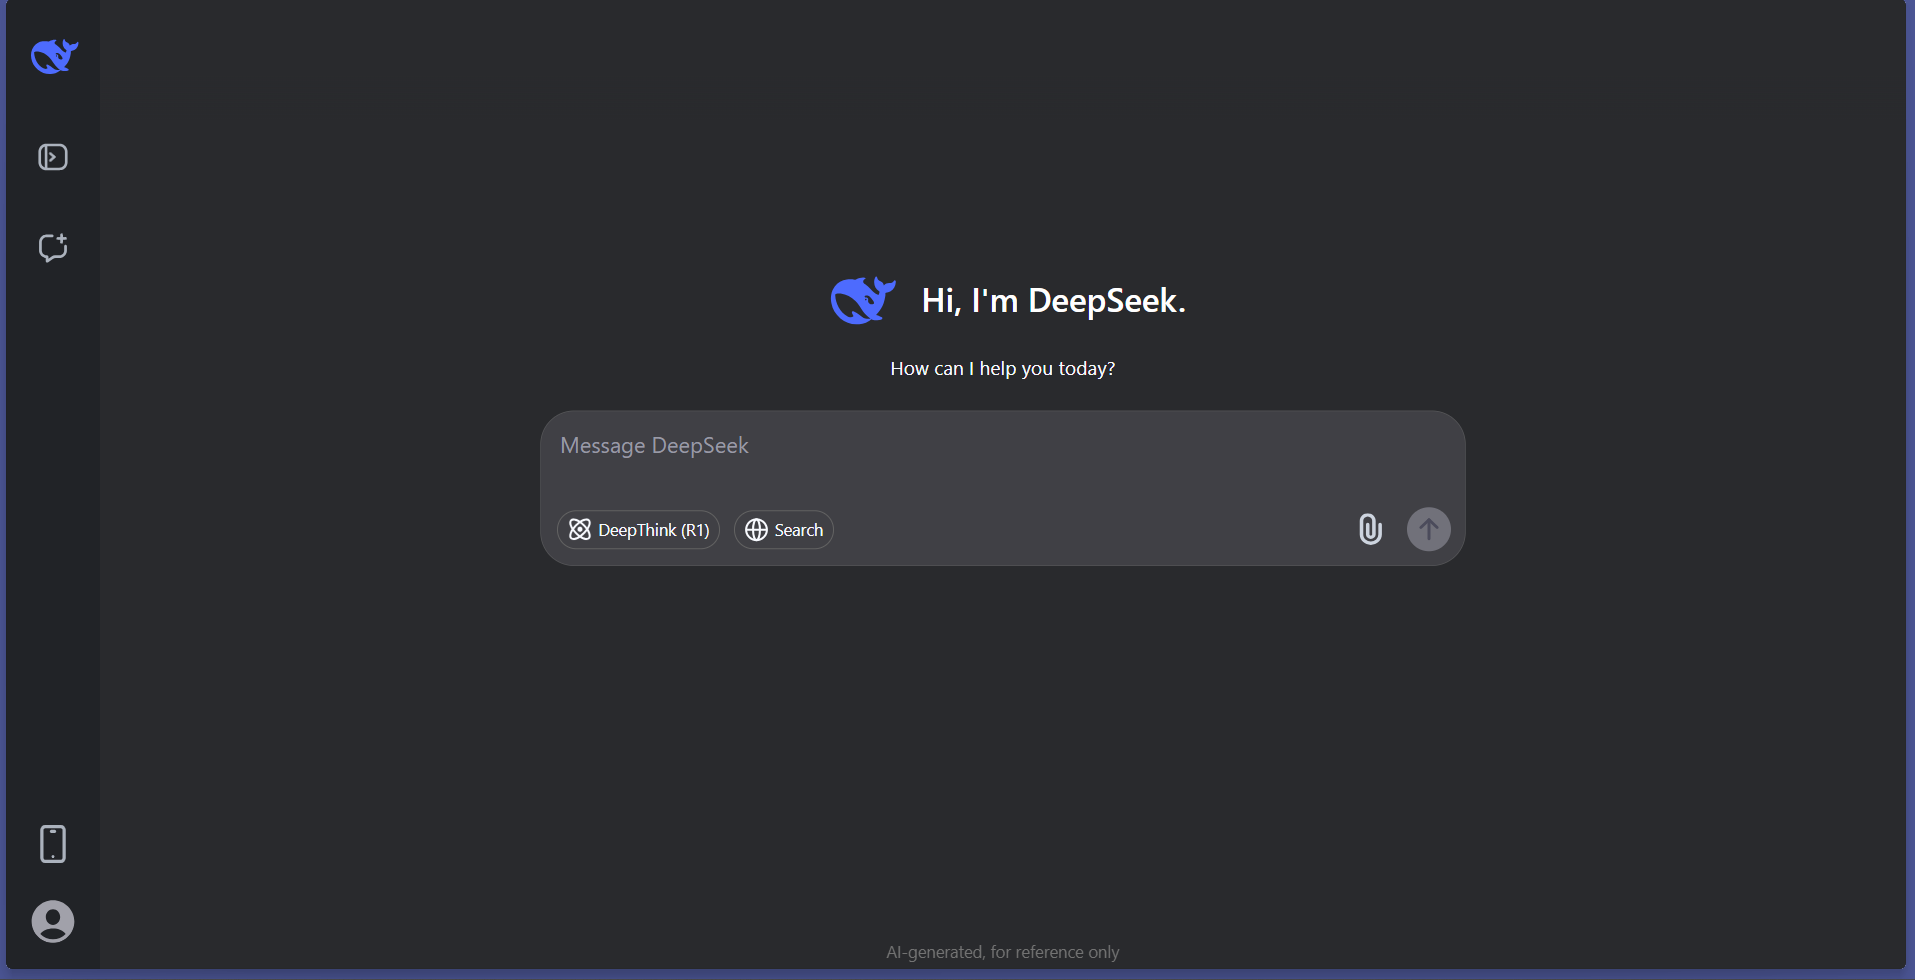 Hi, I'm DeepSeek.
How can I help you today?
Message DeepSeek
DeepThink (R1)
Search
AI-generated, for reference only